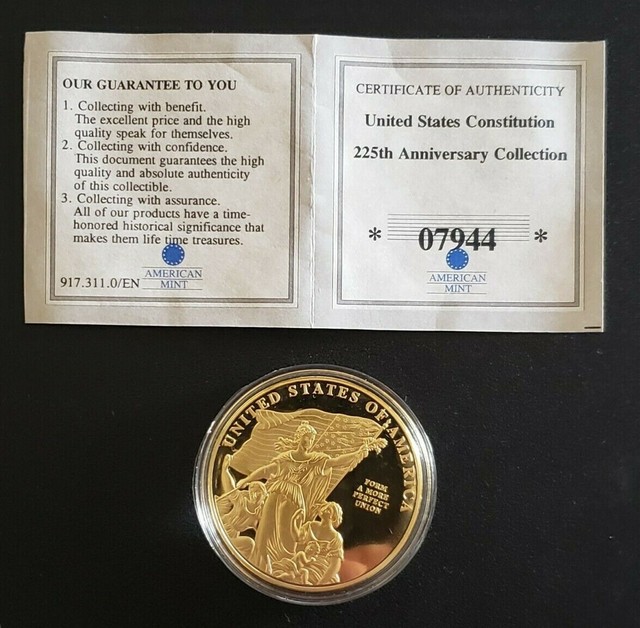 OUR GUARANTEE TO YOU
1. Collecting with benefit.
The excellent price and the high
quality speak for themselves.
2. Collecting with confidence.
This document guarantees the high
quality and absolute authenticity
of this collectible.
3. Collecting with assurance.
All of our products have a time-
honored historical significance that
makes them life time treasures.
917.311.0/EN
AMERICAN
MINT
CERTIFICATE OF AUTHENTICITY
United States Constitution
225th Anniversary Collection
* 07944 *
AMERICAN
MINT
UNITED STATES OF AMERICA
FORM
A MORE
PERFECT
UNION